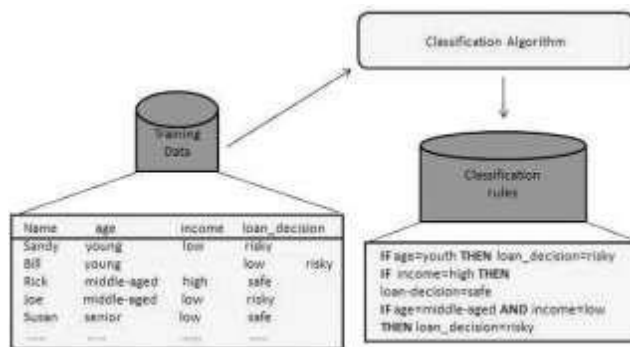 Classification Algorithm
Training
Data
Classification
rules
Name age income loan_decision
Sandy young low risky
Bill young low risky
Rick middle-aged high safe
Joe middle-aged low risky
Susan senior low safe
..... ..... ..... .....
IF age=youth THEN loan_decision=risky
IF income=high THEN
loan-decision=safe
IF age=middle-aged AND income=low
THEN loan_decision=risky